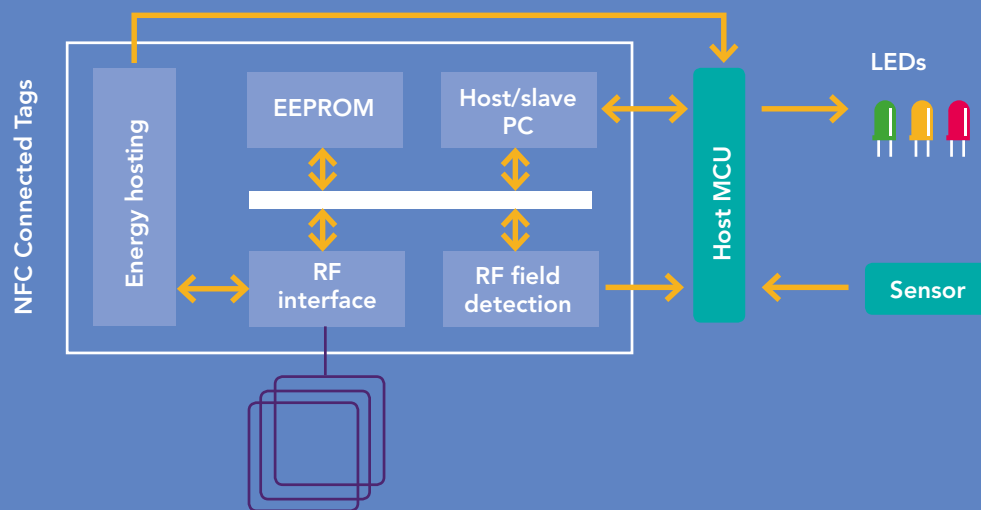 NFC Connected Tags
Energy hosting
EEPROM
Host/slave
PC
RF
interface
RF field
detection
Host MCU
LEDs
Sensor